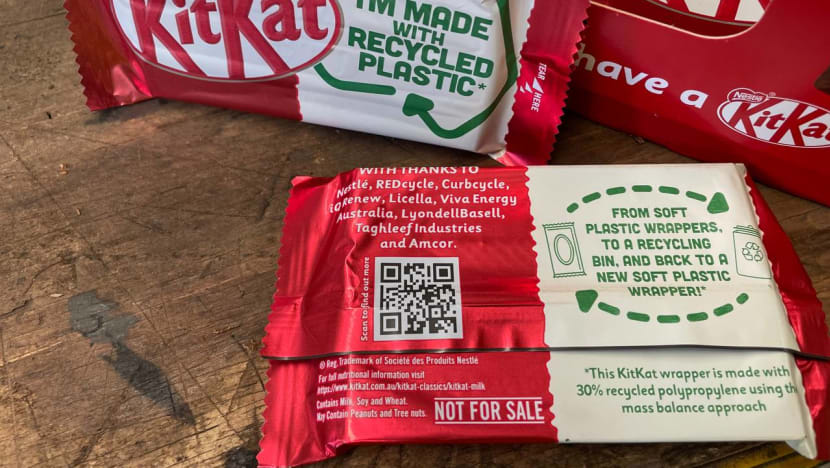 KitKat
I'M MADE
WITH
RECYCLED
PLASTIC*
TEAR
HERE
have a
Nestlé
KitKat
WITH THANKS TO
Nestlé, REDcycle, Curbcycle,
iQ Renew, Licella, Viva Energy
Australia, LyondellBasell,
Taghleef Industries
and Amcor.
Scan to find out more
FROM SOFT
PLASTIC WRAPPERS,
TO A RECYCLING
BIN, AND BACK TO A
NEW SOFT PLASTIC
WRAPPER!*
® Reg. Trademark of Société des Produits Nestlé
For full nutritional information visit
https://www.kitkat.com.au/kitkat-classics/kitkat-milk
Contains Milk, Soy and Wheat.
May Contain Peanuts and Tree nuts.
NOT FOR SALE
*This KitKat wrapper is made with
30% recycled polypropylene using the
mass balance approach